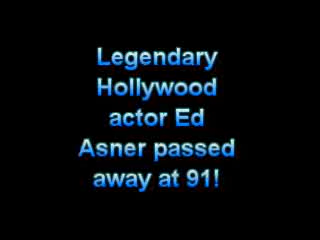 Legendary
Hollywood
actor Ed
Asner passed
away at 91!